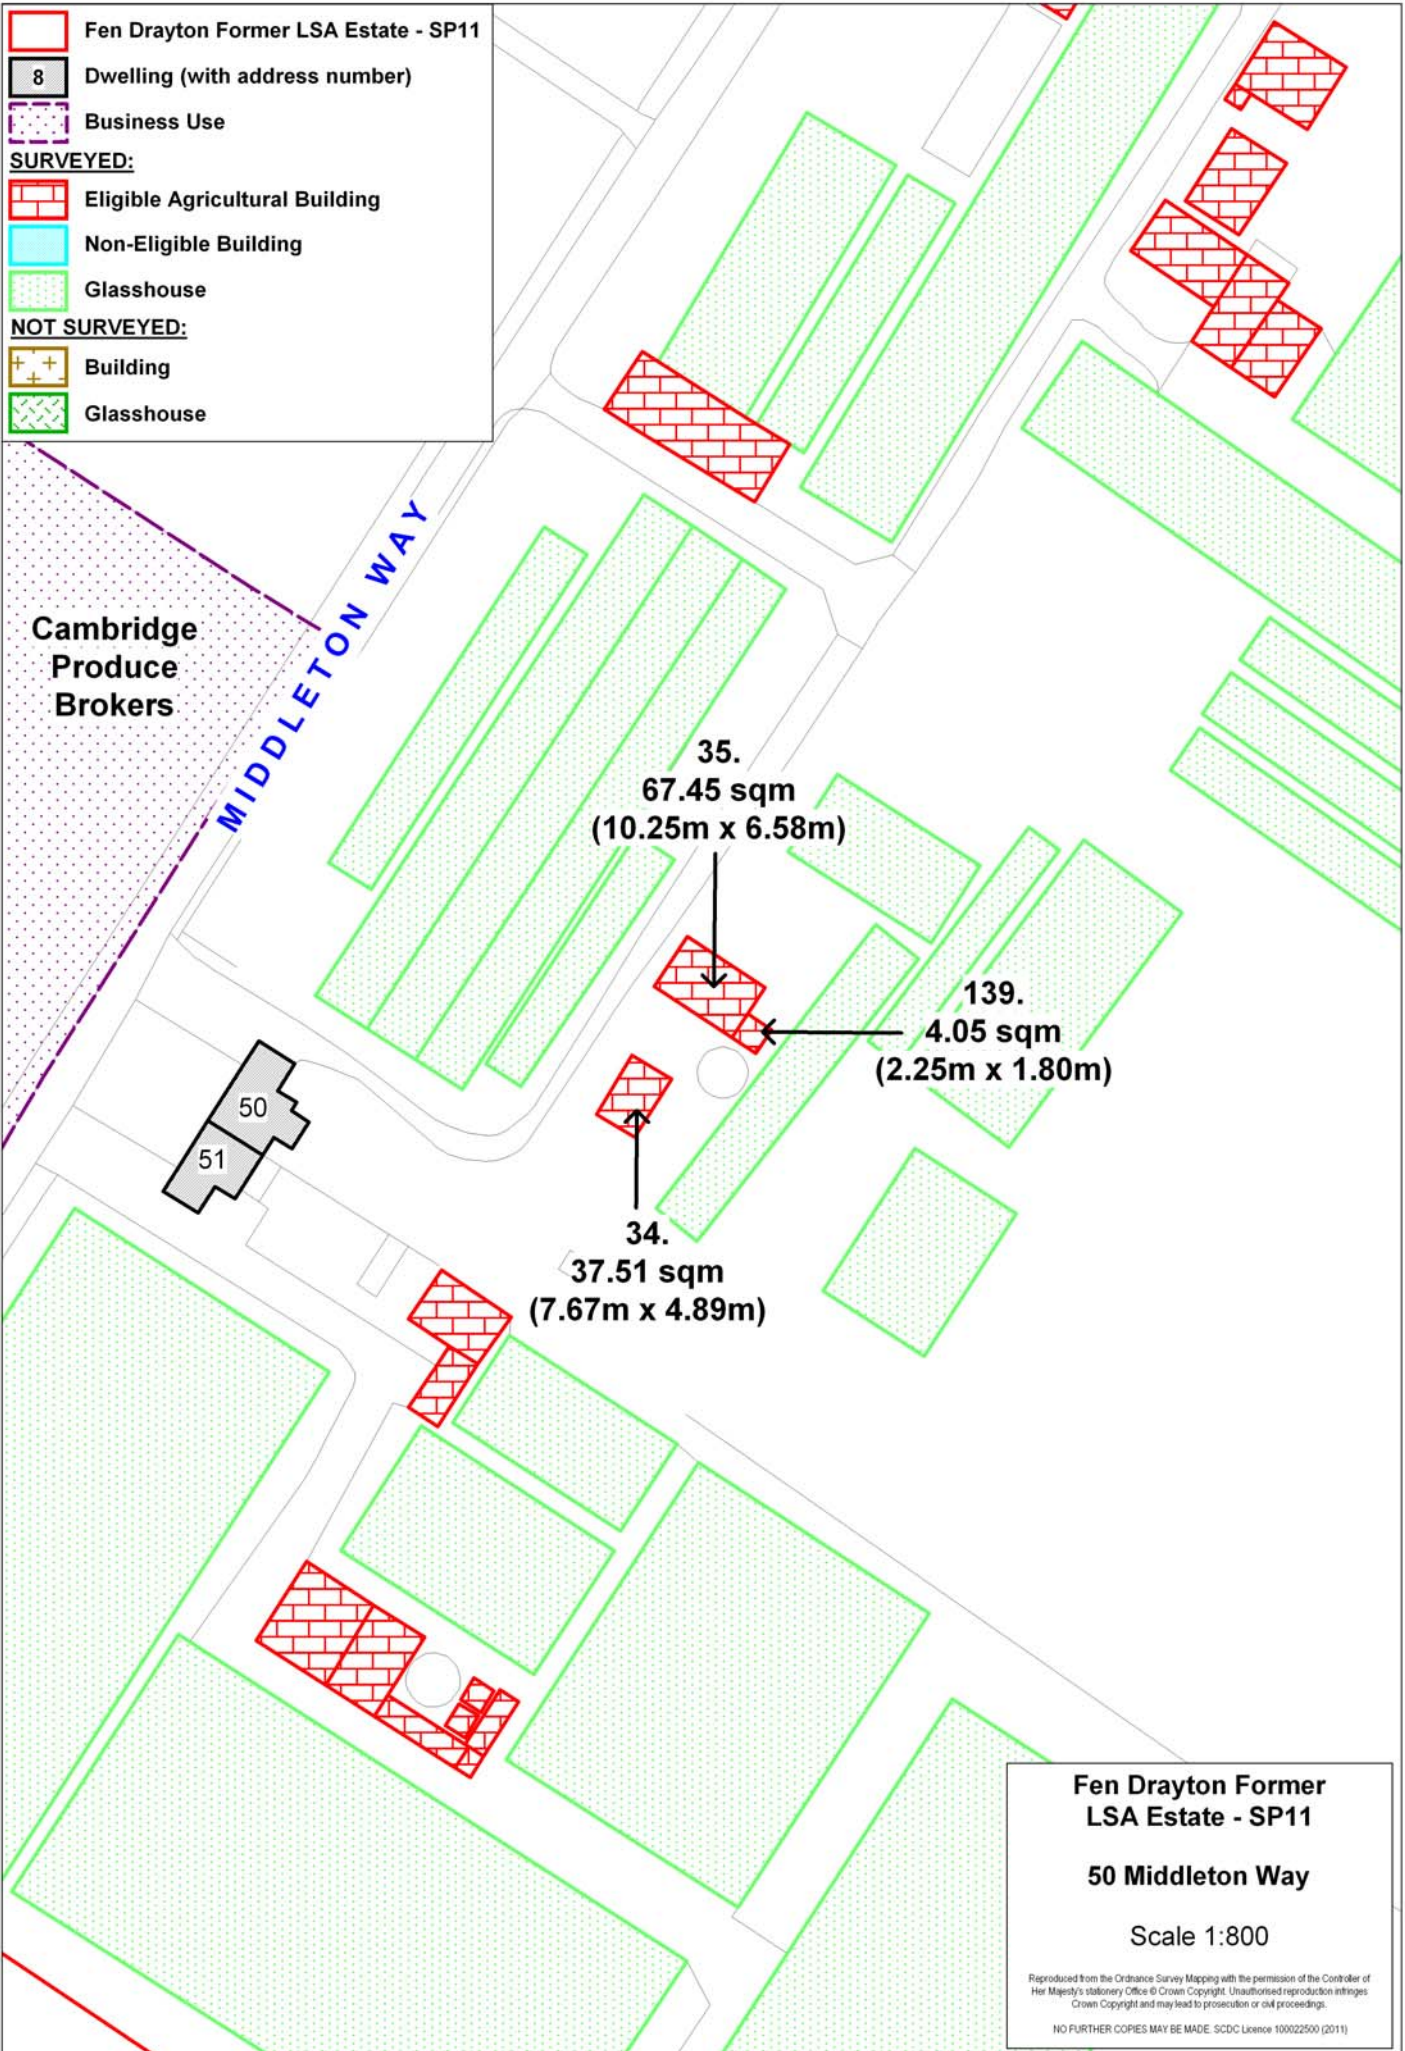 Fen Drayton Former LSA Estate - SP11
8
Dwelling (with address number)
Business Use
SURVEYED:
Eligible Agricultural Building
Non-Eligible Building
Glasshouse
NOT SURVEYED:
Building
Glasshouse
MIDDLETON WAY
Cambridge
Produce
Brokers
35.
67.45 sqm
(10.25m x 6.58m)
139.
4.05 sqm
(2.25m x 1.80m)
50
51
34.
37.51 sqm
(7.67m x 4.89m)
Fen Drayton Former
LSA Estate - SP11
50 Middleton Way
Scale 1:800
Reproduced from the Ordnance Survey Mapping with the permission of the Controller of
Her Majesty's stationery Office © Crown Copyright. Unauthorised reproduction infringes
Crown Copyright and may lead to prosecution or civil proceedings.
NO FURTHER COPIES MAY BE MADE. SCDC Licence 100022500 (2011)